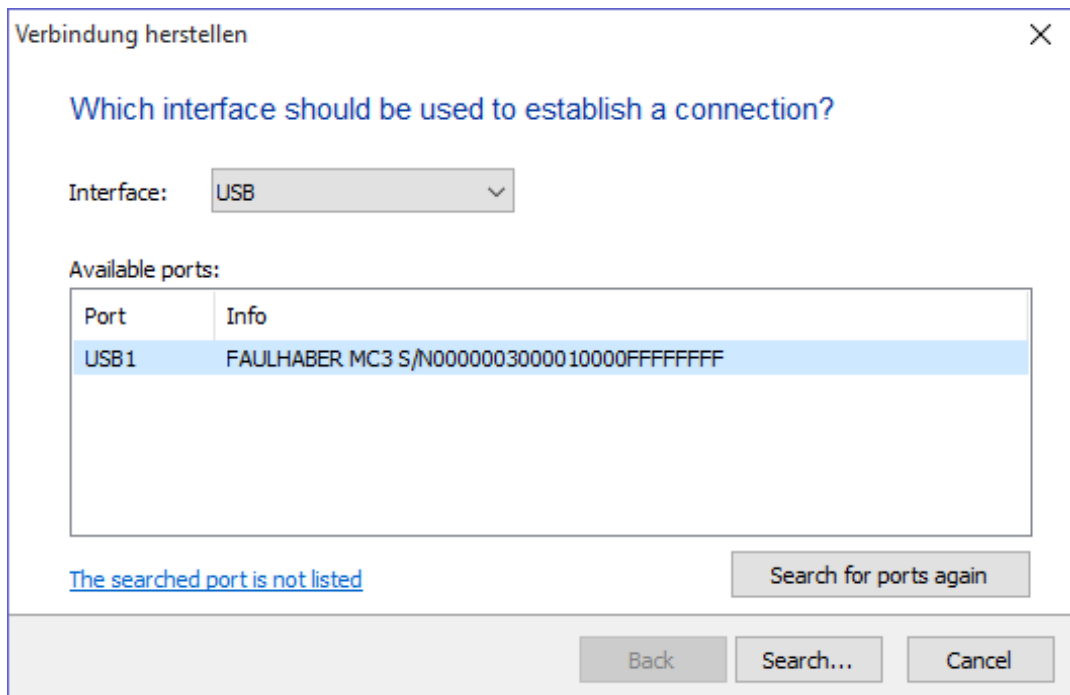 Verbindung herstellen
Which interface should be used to establish a connection?
Interface: USB
Available ports:
Port Info
USB1 FAULHABER MC3 S/N0000003000010000FFFFFFFF
The searched port is not listed
Search for ports again
Back Search... Cancel